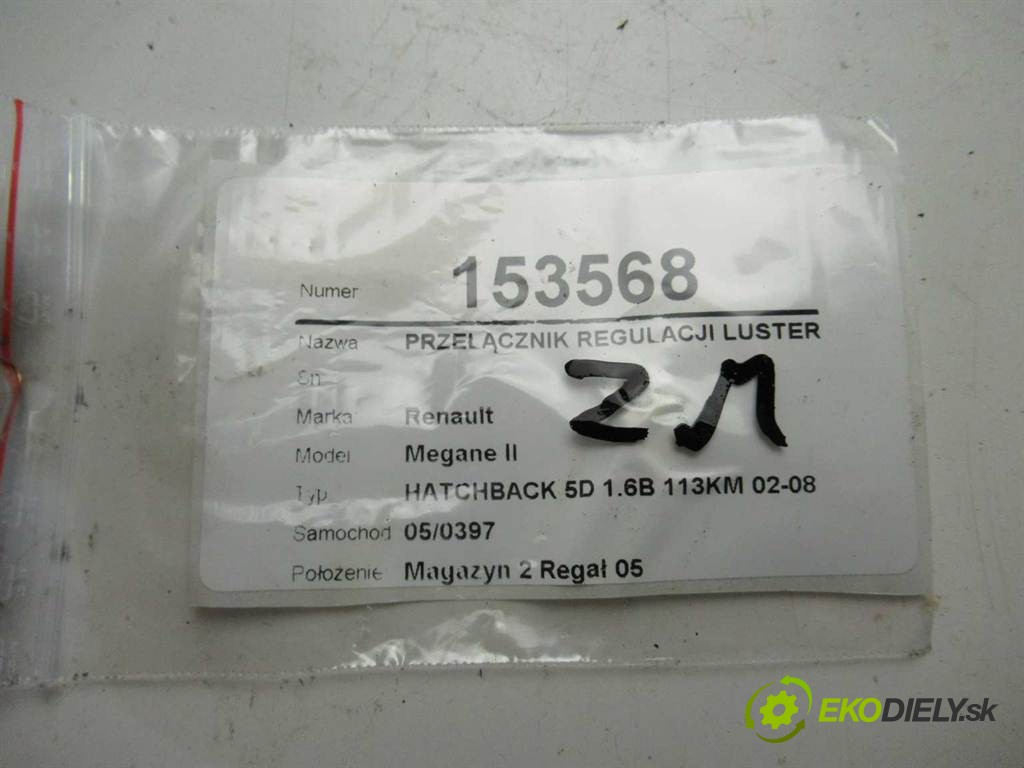 Numer 153568
Nazwa PRZEŁĄCZNIK REGULACJI LUSTER
Sn
Marka Renault
Model Megane II
Typ HATCHBACK 5D 1.6B 113KM 02-08
Samochod 05/0397
Położenie Magazyn 2 Regał 05
EKODIELY.sk